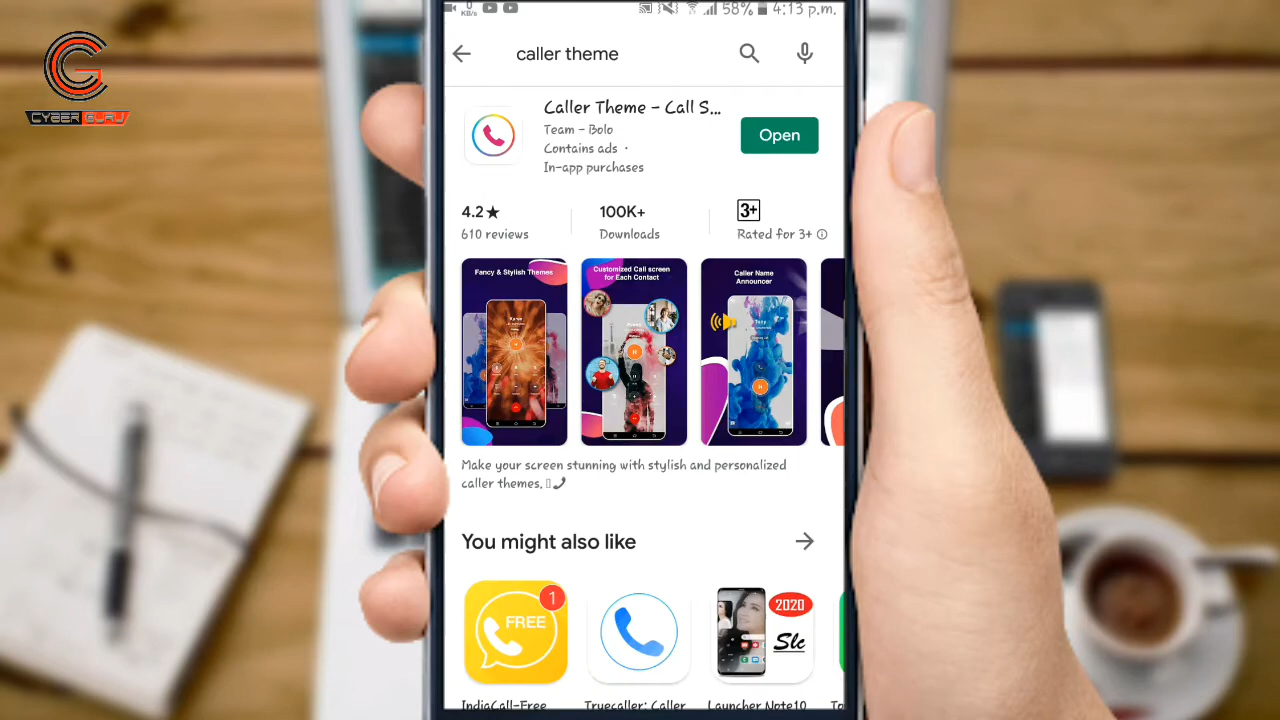 0
KB/s
58% 4:13 p.m.
caller theme
CYBER GURU
Caller Theme - Call S...
Team - Bolo
Contains ads ·
In-app purchases
Open
4.2★
610 reviews
100K+
Downloads
3+
Rated for 3+
Fancy & Stylish Themes
Customized Call screen
for Each Contact
Caller Name
Announcer
Make your screen stunning with stylish and personalized
caller themes.
You might also like
FREE
1
2020
Slc
IndiaCall-Free
Truecaller: Caller
Launcher Note10